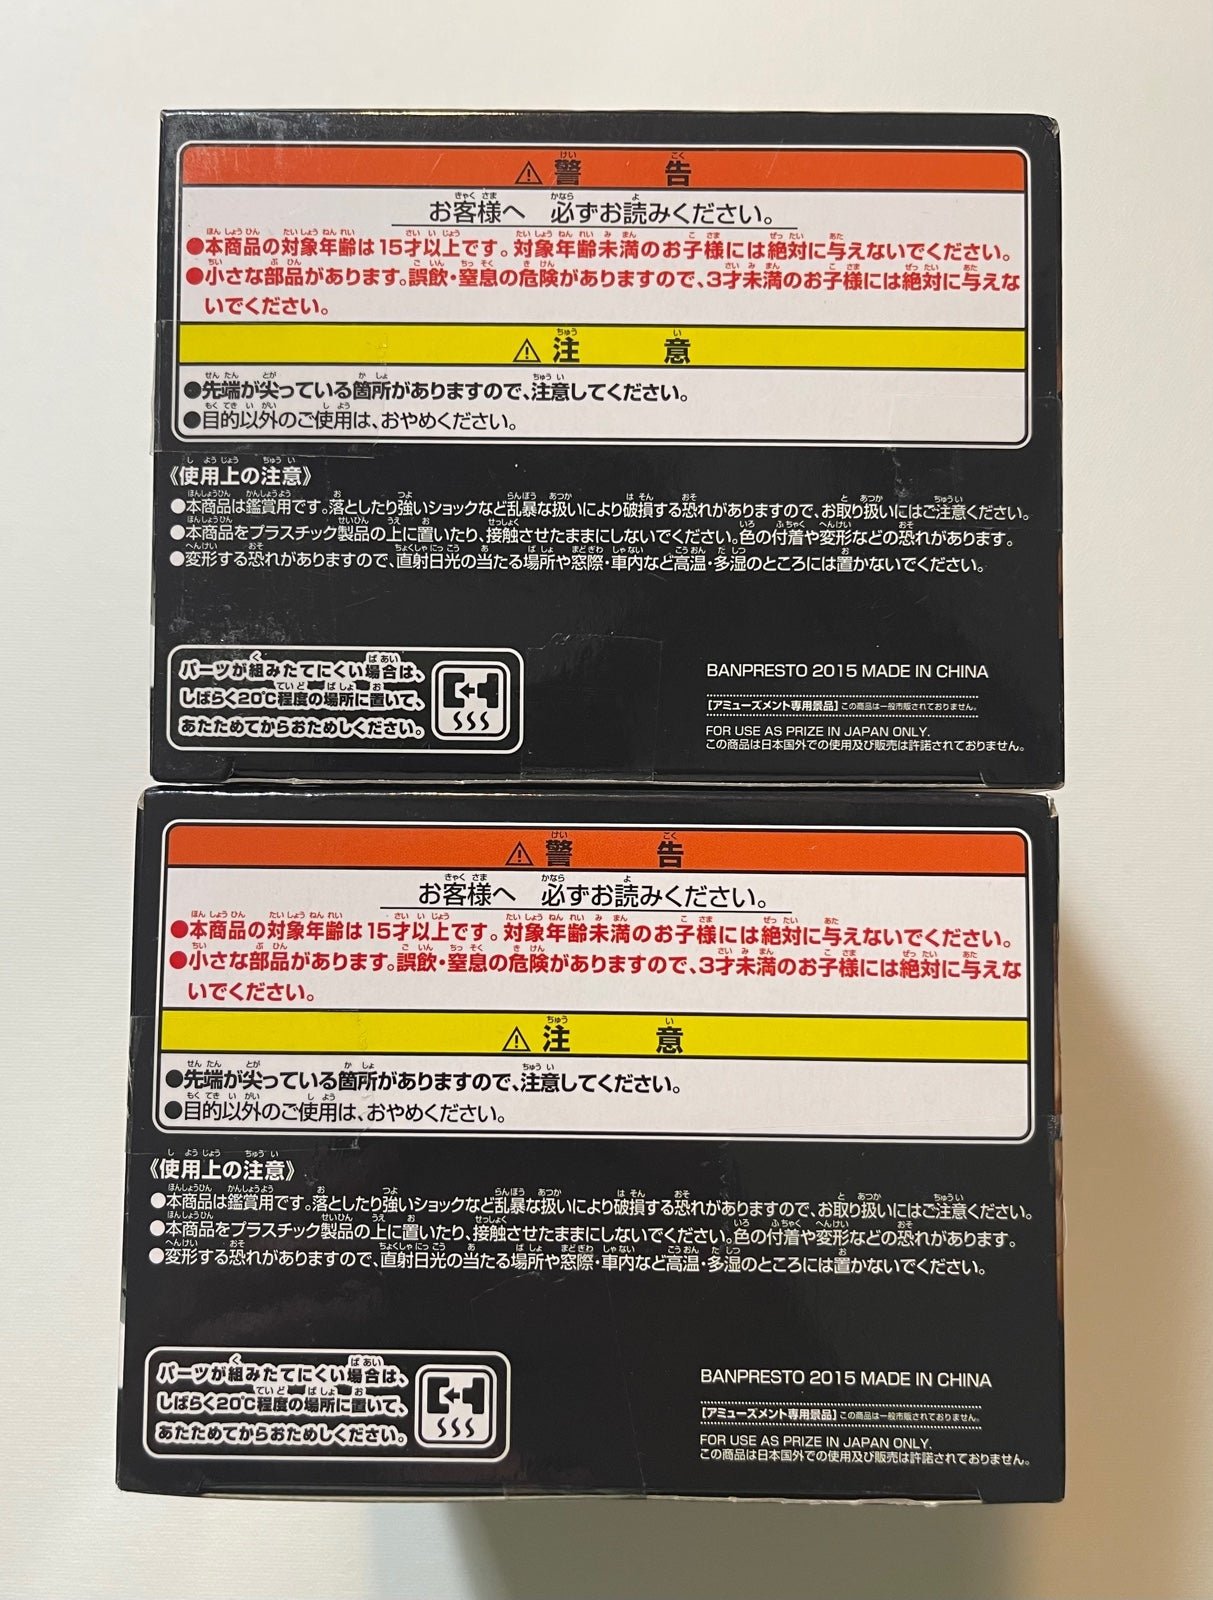 ⚠警告
お客様へ 必ずお読みください。
●本商品の対象年齢は15才以上です。対象年齢未満のお子様には絶対に与えないでください。
●小さな部品があります。誤飲・窒息の危険がありますので、3才未満のお子様には絶対に与えな
いでください。
⚠注意
●先端が尖っている箇所がありますので、注意してください。
●目的以外のご使用は、おやめください。
《使用上の注意》
●本商品は鑑賞用です。落としたり強いショックなど乱暴な扱いにより破損する恐れがありますので、お取り扱いにはご注意ください。
●本商品をプラスチック製品の上に置いたり、接触させたままにしないでください。色の付着や変形などの恐れがあります。
●変形する恐れがありますので、直射日光の当たる場所や窓際・車内など高温・多湿のところには置かないでください。
パーツが組みたてにくい場合は、
しばらく20℃程度の場所に置いて、
あたためてからおためしください。
BANPRESTO 2015 MADE IN CHINA
[アミューズメント専用景品] この商品は一般市販されておりません。
FOR USE AS PRIZE IN JAPAN ONLY.
この商品は日本国外での使用及び販売は許諾されておりません。
⚠警告
お客様へ 必ずお読みください。
●本商品の対象年齢は15才以上です。対象年齢未満のお子様には絶対に与えないでください。
●小さな部品があります。誤飲・窒息の危険がありますので、3才未満のお子様には絶対に与えな
いでください。
⚠注意
●先端が尖っている箇所がありますので、注意してください。
●目的以外のご使用は、おやめください。
《使用上の注意》
●本商品は鑑賞用です。落としたり強いショックなど乱暴な扱いにより破損する恐れがありますので、お取り扱いにはご注意ください。
●本商品をプラスチック製品の上に置いたり、接触させたままにしないでください。色の付着や変形などの恐れがあります。
●変形する恐れがありますので、直射日光の当たる場所や窓際・車内など高温・多湿のところには置かないでください。
パーツが組みたてにくい場合は、
しばらく20℃程度の場所に置いて、
あたためてからおためしください。
BANPRESTO 2015 MADE IN CHINA
[アミューズメント専用景品] この商品は一般市販されておりません。
FOR USE AS PRIZE IN JAPAN ONLY.
この商品は日本国外での使用及び販売は許諾されておりません。